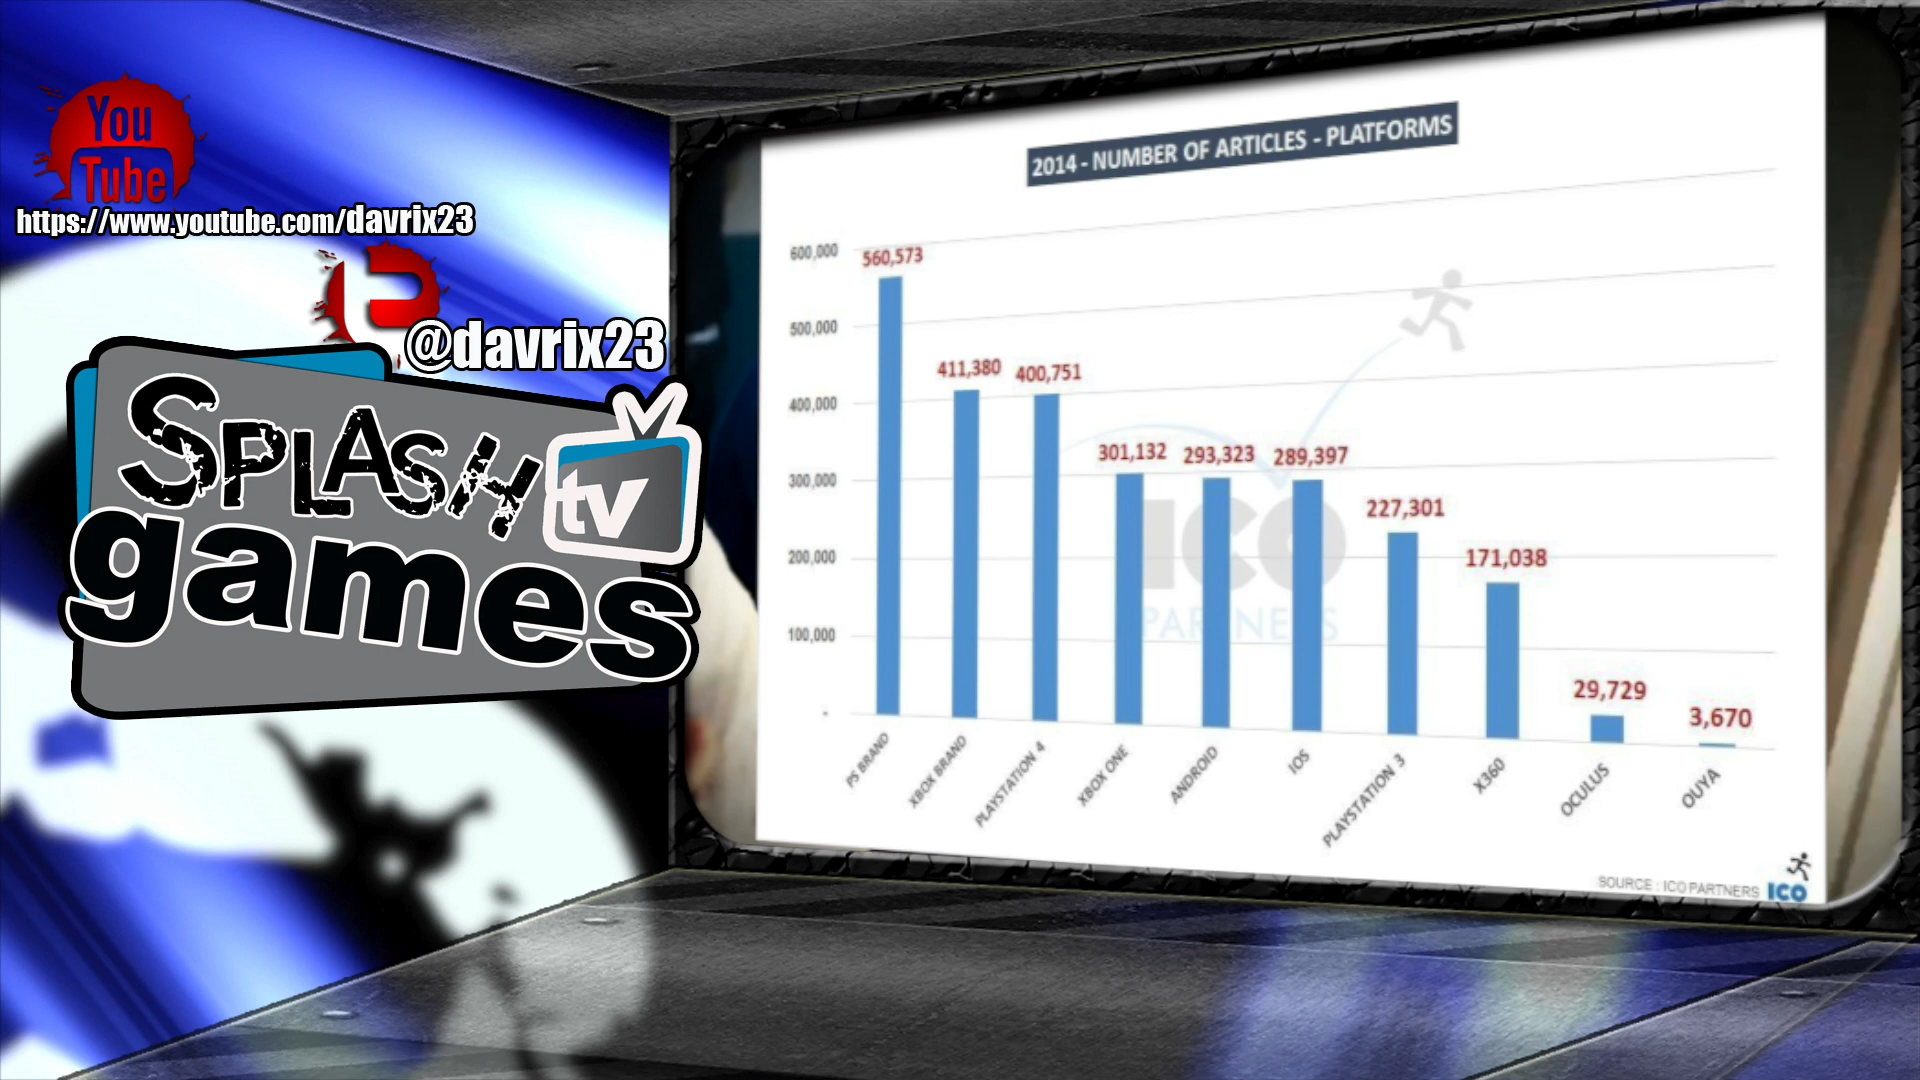 You
Tube
https://www.youtube.com/davrix23
@davrix23
SPLASH
tv
games
2014 - NUMBER OF ARTICLES - PLATFORMS
600,000
500,000
400,000
300,000
200,000
100,000
-
560,573
411,380
400,751
301,132
293,323
289,397
227,301
171,038
29,729
3,670
ICO
PARTNERS
PS BRAND
XBOX BRAND
PLAYSTATION 4
XBOX ONE
ANDROID
IOS
PLAYSTATION 3
X360
OCULUS
OUYA
SOURCE : ICO PARTNERS
ICO